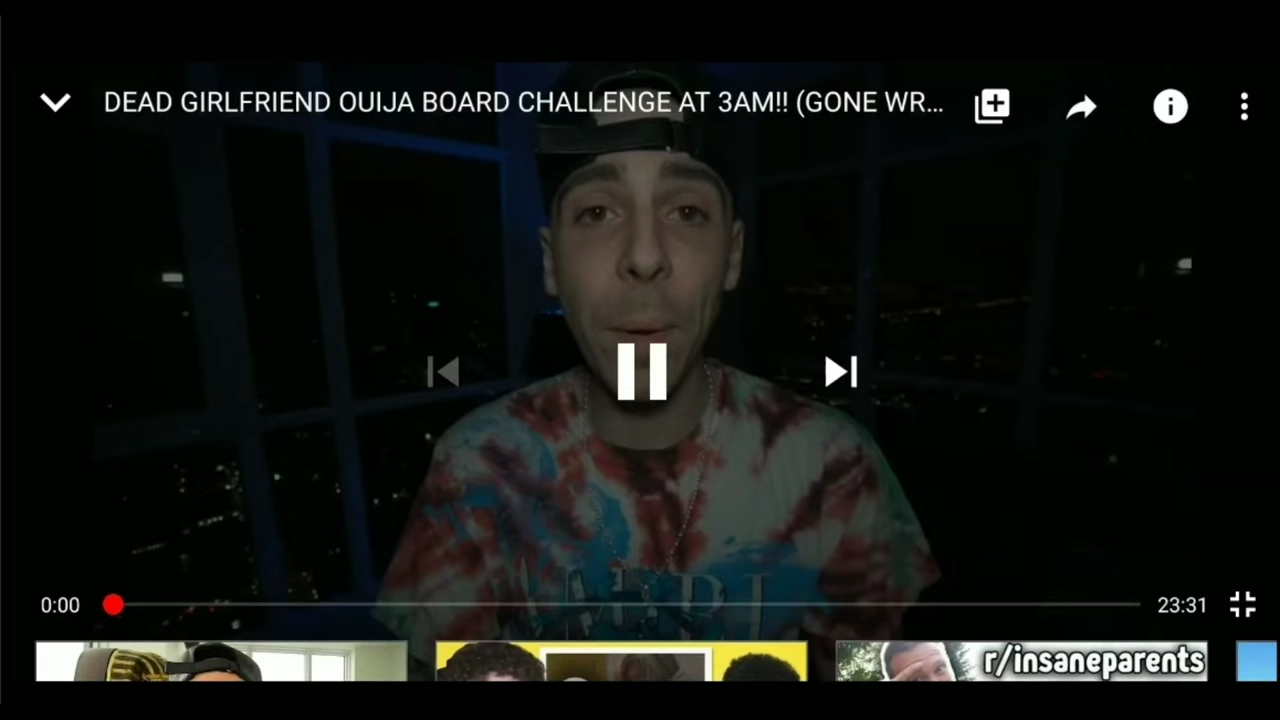 DEAD GIRLFRIEND OUIJA BOARD CHALLENGE AT 3AM!! (GONE WR...
0:00
23:31
r/insaneparents